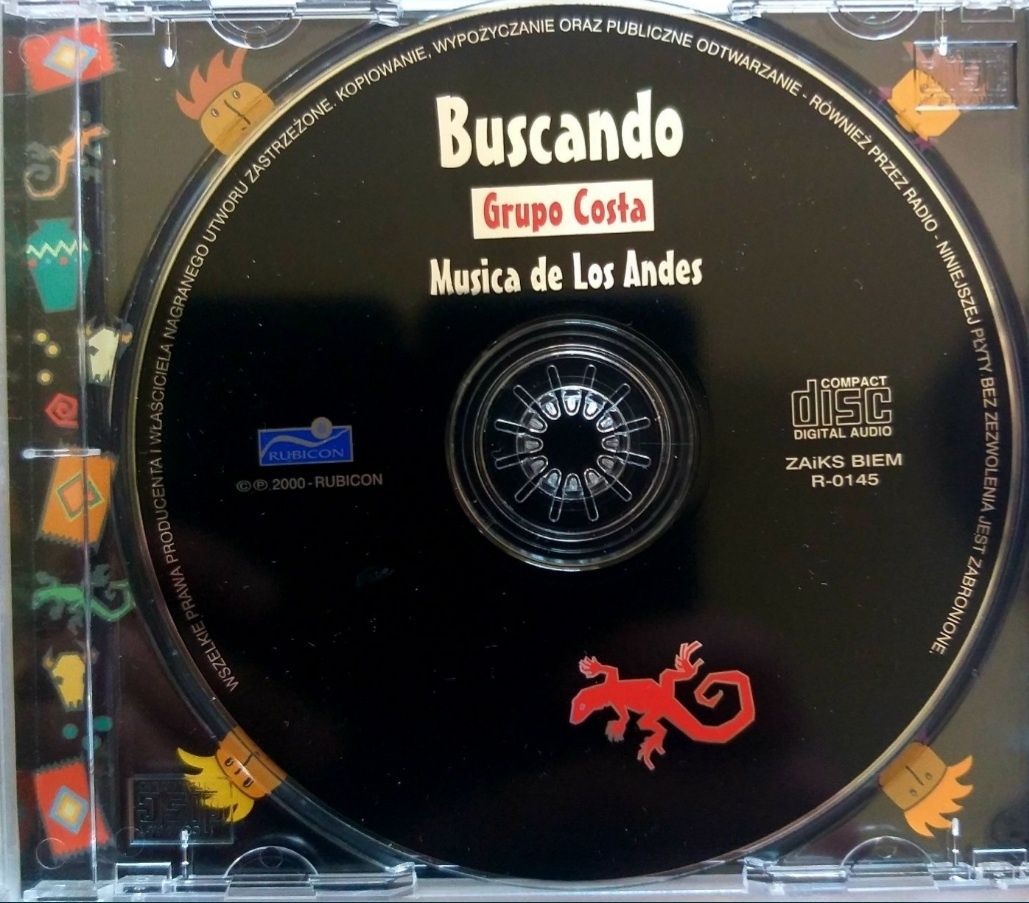 WSZELKIE PRAWA PRODUCENTA I WŁAŚCICIELA NAGRANEGO UTWORU ZASTRZEŻONE. KOPIOWANIE, WYPOŻYCZANIE ORAZ PUBLICZNE ODTWARZANIE - RÓWNIEŻ PRZEZ RADIO - NINIEJSZEJ PŁYTY BEZ ZEZWOLENIA JEST ZABRONIONE.
Buscando
Grupo Costa
Musica de Los Andes
RUBICON
© ℗ 2000 - RUBICON
COMPACT
disc
DIGITAL AUDIO
ZAiKS BIEM
R-0145